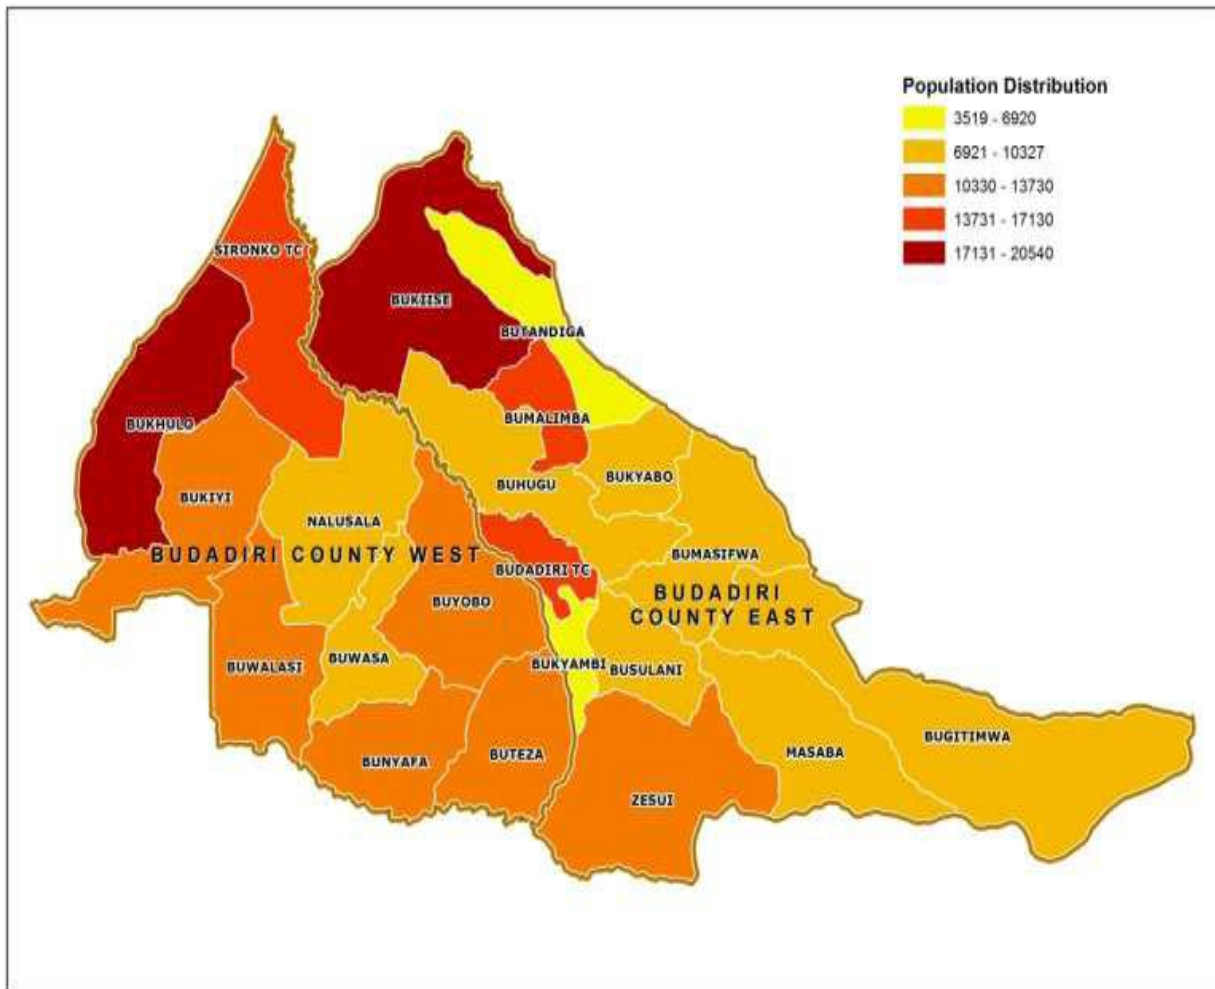 Population Distribution
3519 - 6920
6921 - 10327
10330 - 13730
13731 - 17130
17131 - 20540
SIRONKO TC
BUKIISE
BUTANDIGA
BUKHULO
BUMALIMBA
BUKIYI
BUHUGU
BUKYABO
NALUSALA
BUDADIRI COUNTY WEST
BUMASIFWA
BUDADIRI TC
BUDADIRI
COUNTY EAST
BUYOBO
BUWALASI
BUWASA
BUKYAMBI
BUSULANI
BUNYAFA
BUTEZA
MASABA
BUGITIMWA
ZESUI